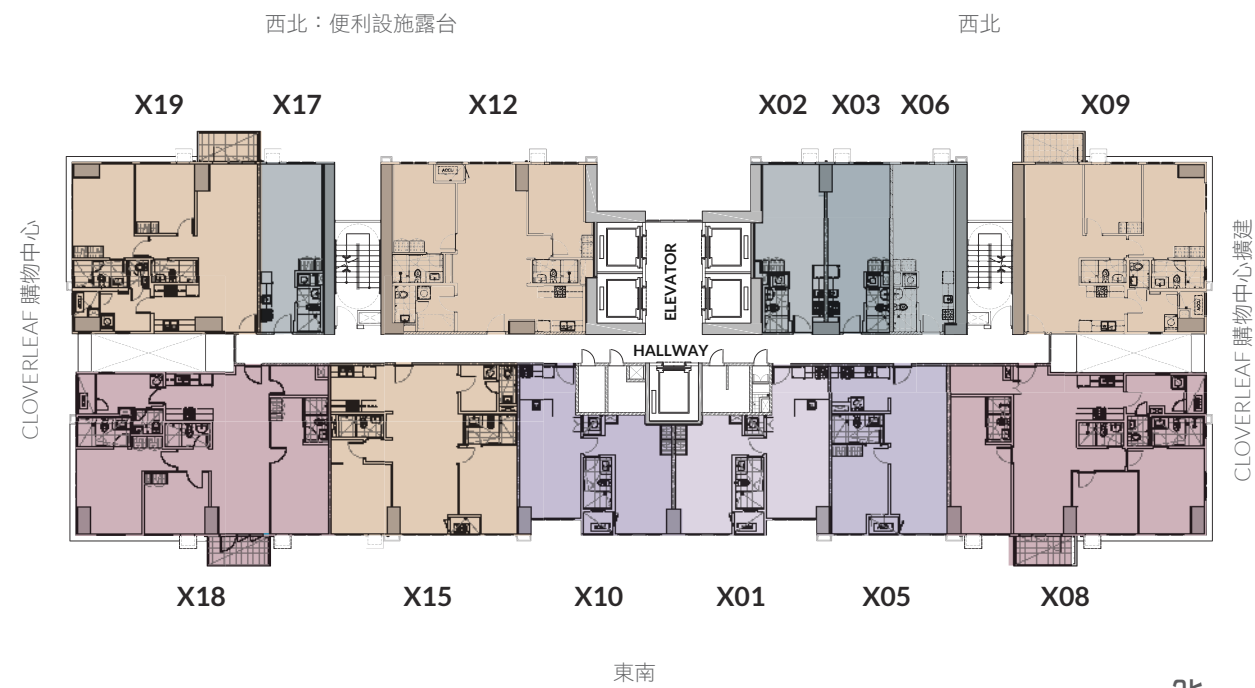 西北：便利設施露台
西北
X19
X17
X12
X02
X03
X06
X09
CLOVERLEAF 購物中心
ELEVATOR
HALLWAY
CLOVERLEAF 購物中心擴建
X18
X15
X10
X01
X05
X08
東南